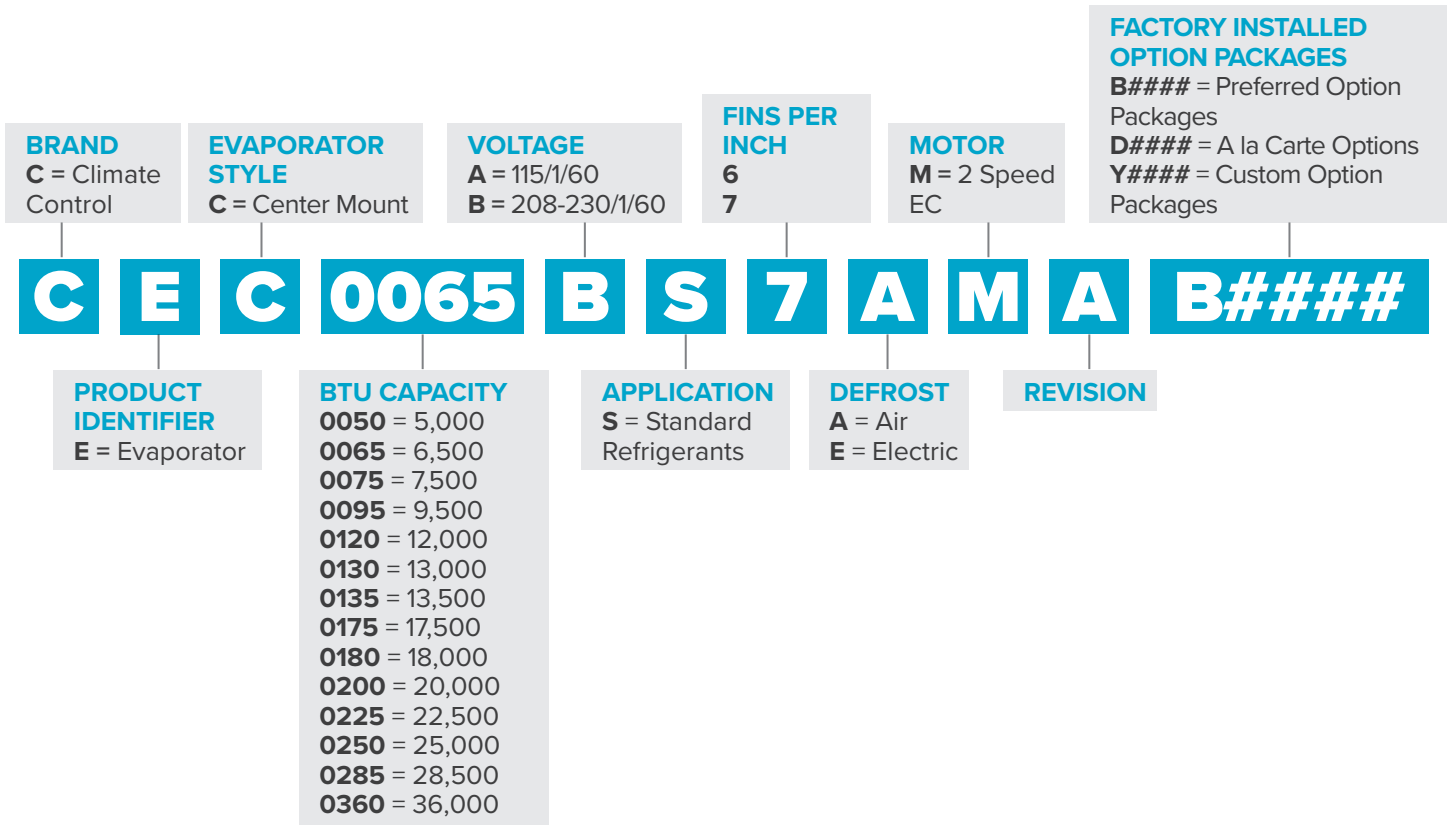 FACTORY INSTALLED
OPTION PACKAGES
B#### = Preferred Option
Packages
D#### = A la Carte Options
Y#### = Custom Option
Packages
BRAND
C = Climate
Control
EVAPORATOR
STYLE
C = Center Mount
VOLTAGE
A = 115/1/60
B = 208-230/1/60
FINS PER
INCH
6
7
MOTOR
M = 2 Speed
EC
C E C 0065 B S 7 A M A B####
PRODUCT
IDENTIFIER
E = Evaporator
BTU CAPACITY
0050 = 5,000
0065 = 6,500
0075 = 7,500
0095 = 9,500
0120 = 12,000
0130 = 13,000
0135 = 13,500
0175 = 17,500
0180 = 18,000
0200 = 20,000
0225 = 22,500
0250 = 25,000
0285 = 28,500
0360 = 36,000
APPLICATION
S = Standard
Refrigerants
DEFROST
A = Air
E = Electric
REVISION